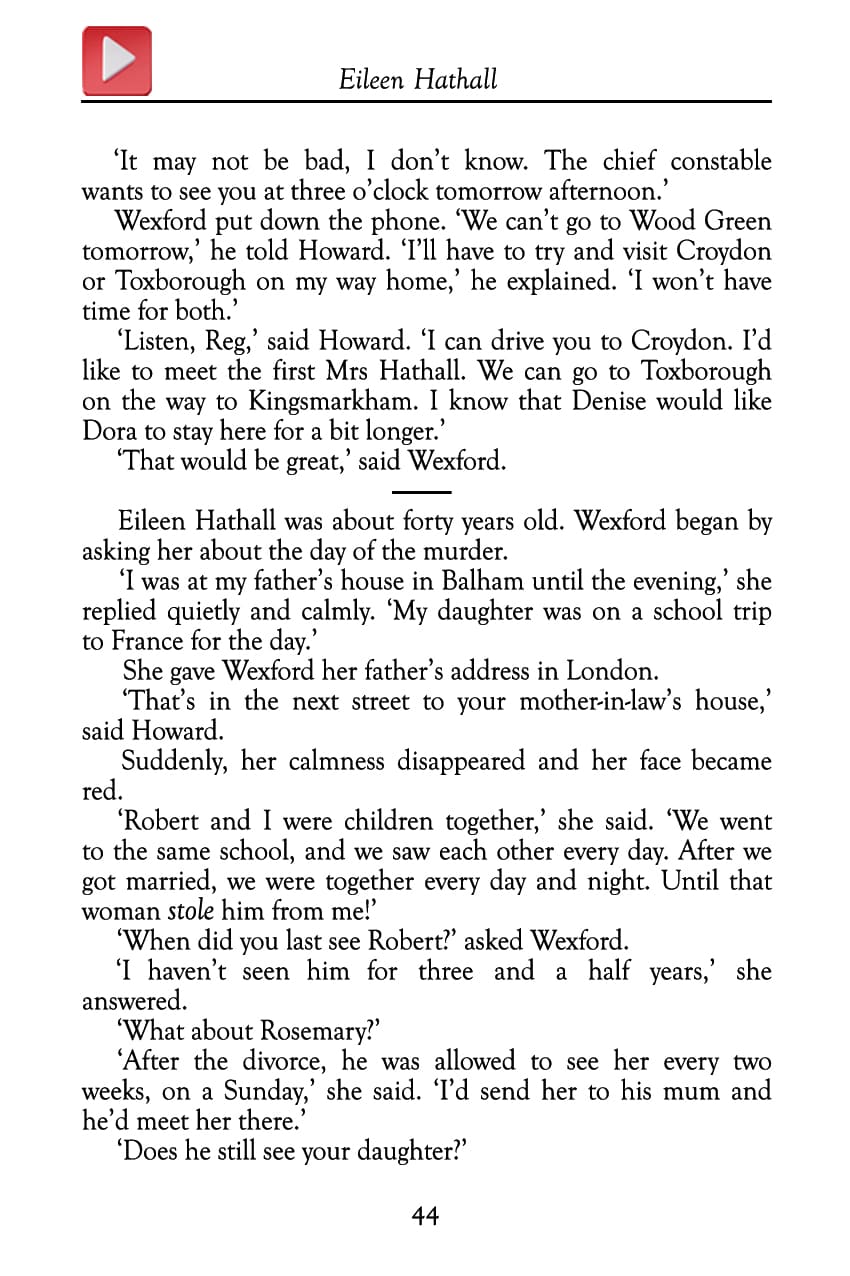 Eileen Hathall
‘It may not be bad, I don’t know. The chief constable
wants to see you at three o’clock tomorrow afternoon.’
Wexford put down the phone. ‘We can’t go to Wood Green
tomorrow,’ he told Howard. ‘I’ll have to try and visit Croydon
or Toxborough on my way home,’ he explained. ‘I won’t have
time for both.’
‘Listen, Reg,’ said Howard. ‘I can drive you to Croydon. I’d
like to meet the first Mrs Hathall. We can go to Toxborough
on the way to Kingsmarkham. I know that Denise would like
Dora to stay here for a bit longer.’
‘That would be great,’ said Wexford.
Eileen Hathall was about forty years old. Wexford began by
asking her about the day of the murder.
‘I was at my father’s house in Balham until the evening,’ she
replied quietly and calmly. ‘My daughter was on a school trip
to France for the day.’
She gave Wexford her father’s address in London.
‘That’s in the next street to your mother-in-law’s house,’
said Howard.
Suddenly, her calmness disappeared and her face became
red.
‘Robert and I were children together,’ she said. ‘We went
to the same school, and we saw each other every day. After we
got married, we were together every day and night. Until that
woman stole him from me!’
‘When did you last see Robert?’ asked Wexford.
‘I haven’t seen him for three and a half years,’ she
answered.
‘What about Rosemary?’
‘After the divorce, he was allowed to see her every two
weeks, on a Sunday,’ she said. ‘I’d send her to his mum and
he’d meet her there.’
‘Does he still see your daughter?’
44